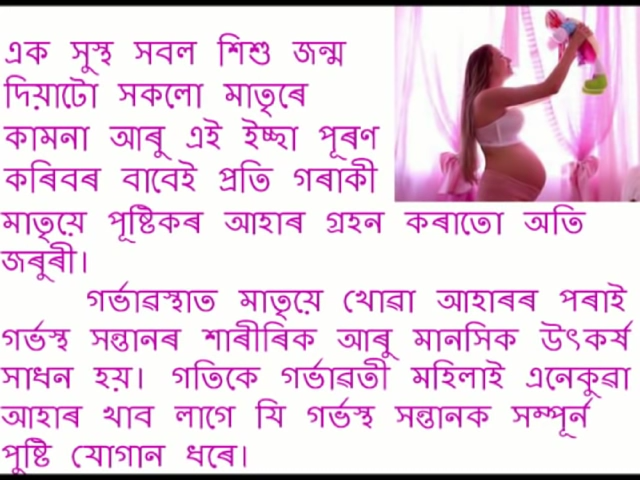 এক সুস্থ সবল শিশু জন্ম
দিয়াটো সকলো মাতৃৰে
কামনা আৰু এই ইচ্ছা পূৰণ
কৰিবৰ বাবেই প্ৰতি গৰাকী
মাতৃয়ে পূষ্টিকৰ আহাৰ গ্ৰহন কৰাতো অতি
জৰুৰী।
গৰ্ভাৱস্থাত মাতৃয়ে খোৱা আহাৰৰ পৰাই
গৰ্ভস্থ সন্তানৰ শাৰীৰিক আৰু মানসিক উৎকৰ্ষ
সাধন হয়। গতিকে গৰ্ভাৱতী মহিলাই এনেকুৱা
আহাৰ খাব লাগে যি গৰ্ভস্থ সন্তানক সম্পূৰ্ন
পুষ্টি যোগান ধৰে।